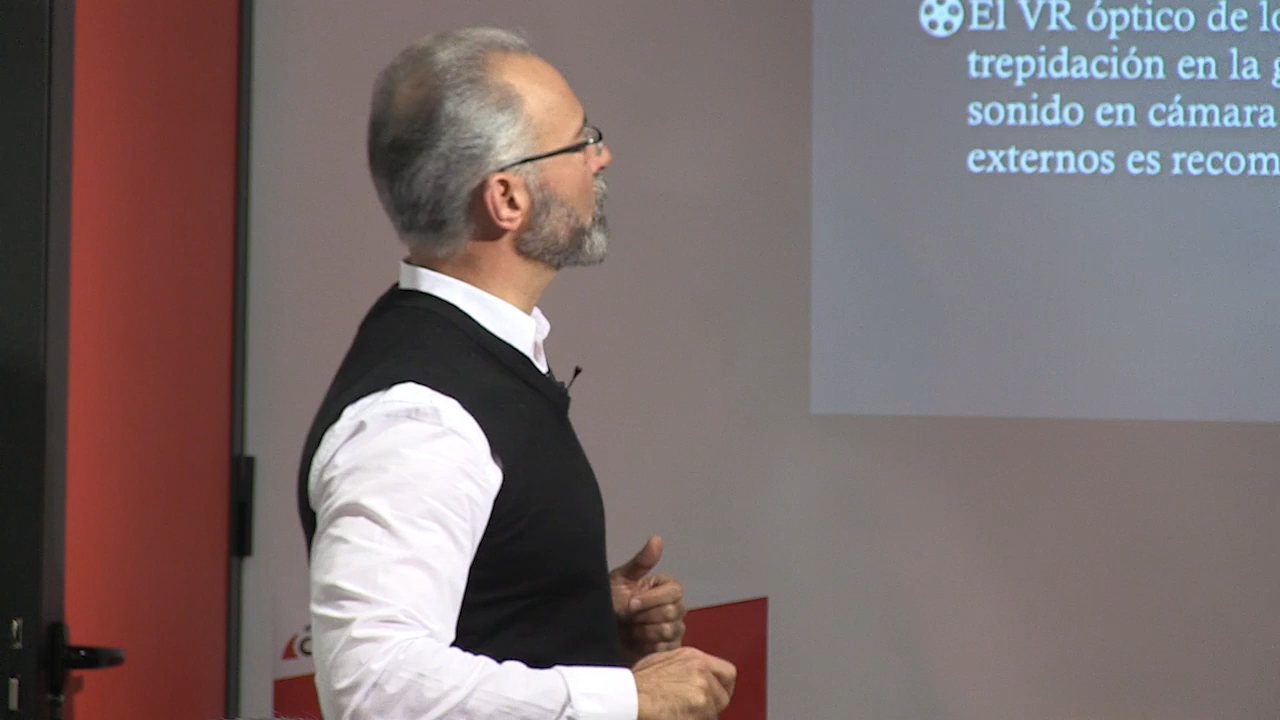 El VR óptico de lo
trepidación en la g
sonido en cámara
externos es recom